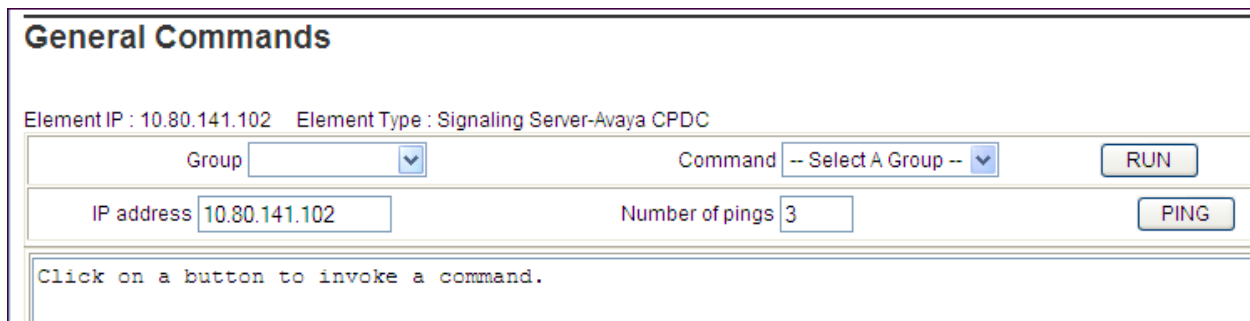 General Commands
Element IP : 10.80.141.102 Element Type : Signaling Server-Avaya CPDC
Group Command -- Select A Group -- RUN
IP address 10.80.141.102 Number of pings 3 PING
Click on a button to invoke a command.